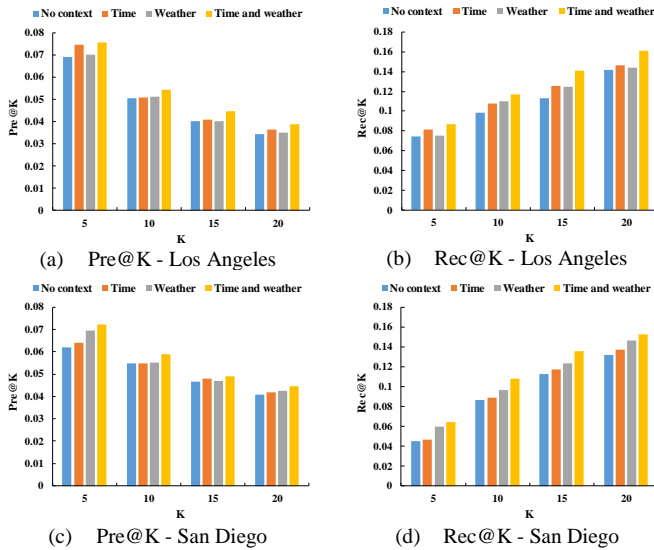 No context Time Weather Time and weather
0.08
0.07
0.06
0.05
0.04
0.03
0.02
0.01
0
Pre@K
5 10 15 20
K
(a) Pre@K - Los Angeles
No context Time Weather Time and weather
0.18
0.16
0.14
0.12
0.1
0.08
0.06
0.04
0.02
0
Rec@K
5 10 15 20
K
(b) Rec@K - Los Angeles
No context Time Weather Time and weather
0.08
0.07
0.06
0.05
0.04
0.03
0.02
0.01
0
Pre@K
5 10 15 20
K
(c) Pre@K - San Diego
No context Time Weather Time and weather
0.18
0.16
0.14
0.12
0.1
0.08
0.06
0.04
0.02
0
Rec@K
5 10 15 20
K
(d) Rec@K - San Diego